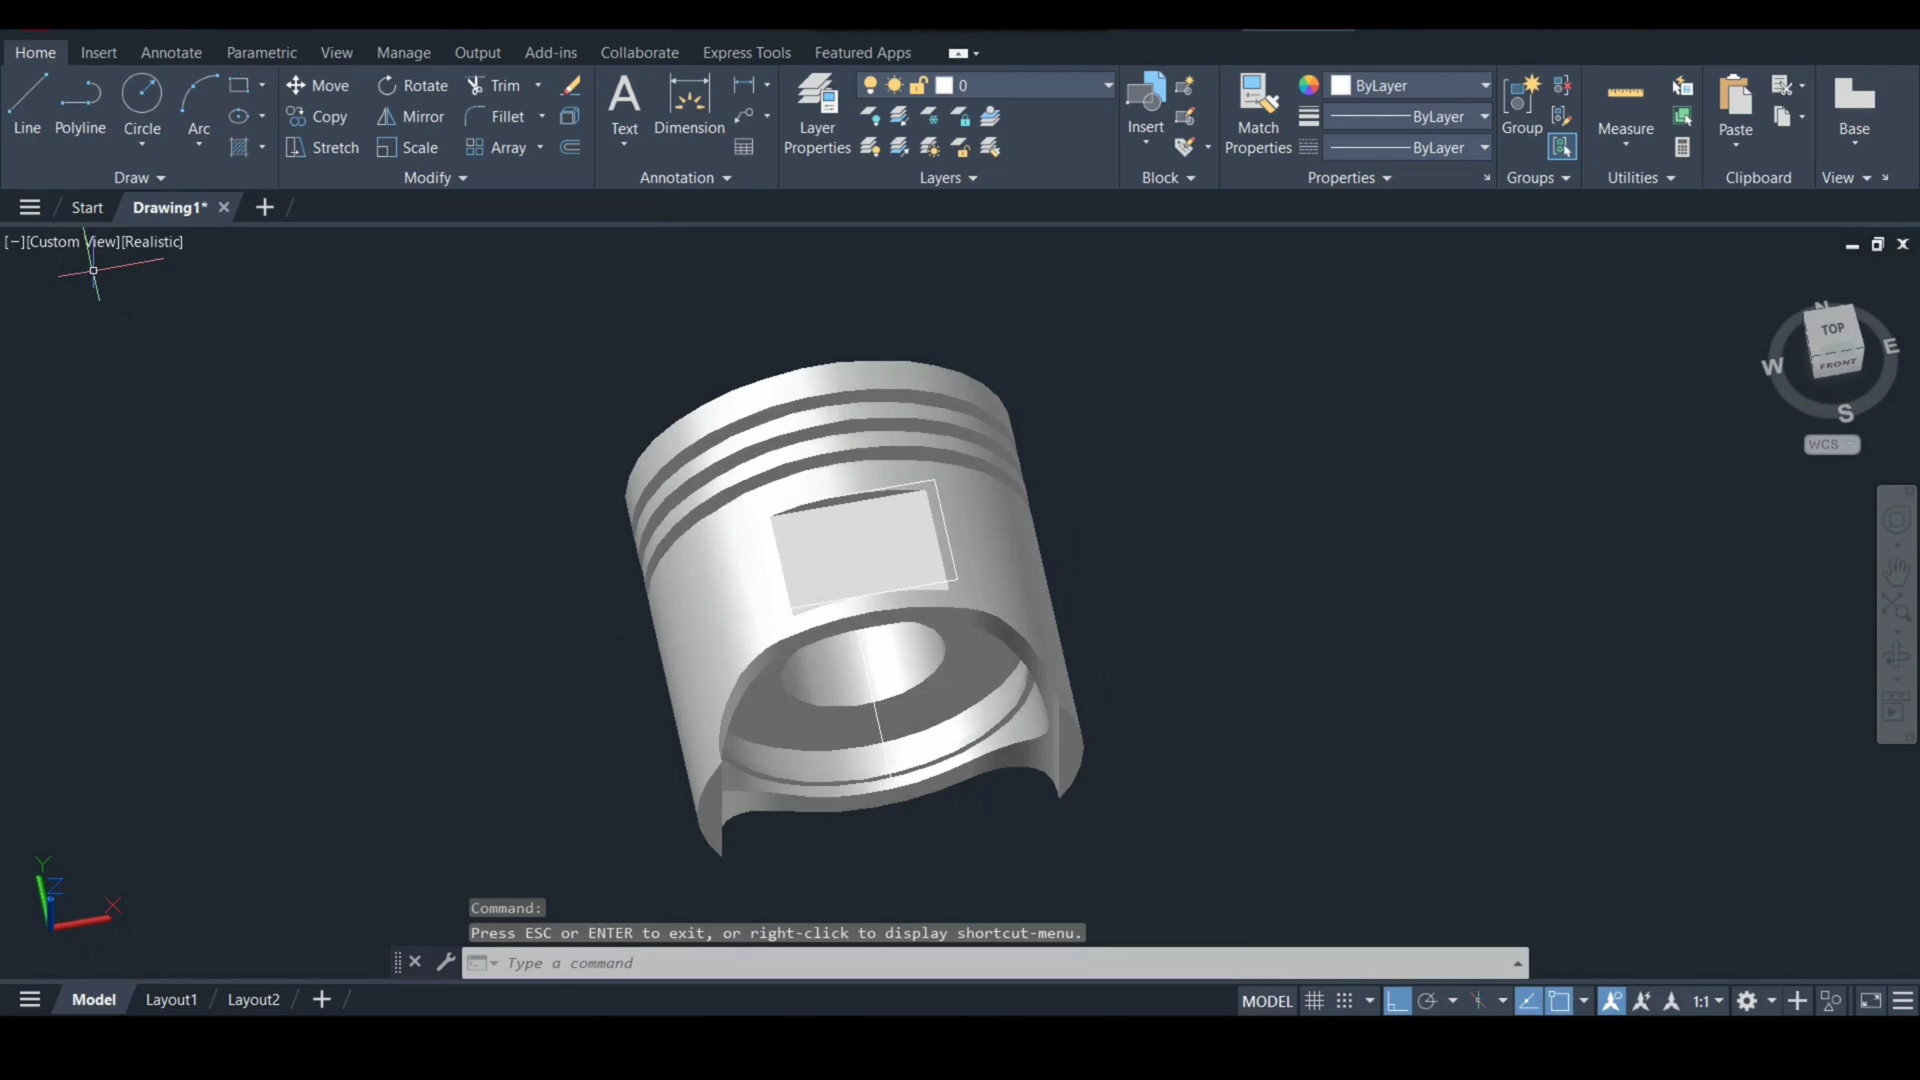 Home Insert Annotate Parametric View Manage Output Add-ins Collaborate Express Tools Featured Apps
Line Polyline Circle Arc
Move Rotate Trim
Copy Mirror Fillet
Stretch Scale Array
Text Dimension
Layer Properties
0
Insert
Match Properties
ByLayer
ByLayer
ByLayer
Group
Measure
Paste
Base
Draw Modify Annotation Layers Block Properties Groups Utilities Clipboard View
Start Drawing1*
[−][Custom View][Realistic]
N
TOP
FRONT
W E
S
WCS
Y
Z
X
Command:
Press ESC or ENTER to exit, or right-click to display shortcut-menu.
Type a command
Model Layout1 Layout2
MODEL 1:1